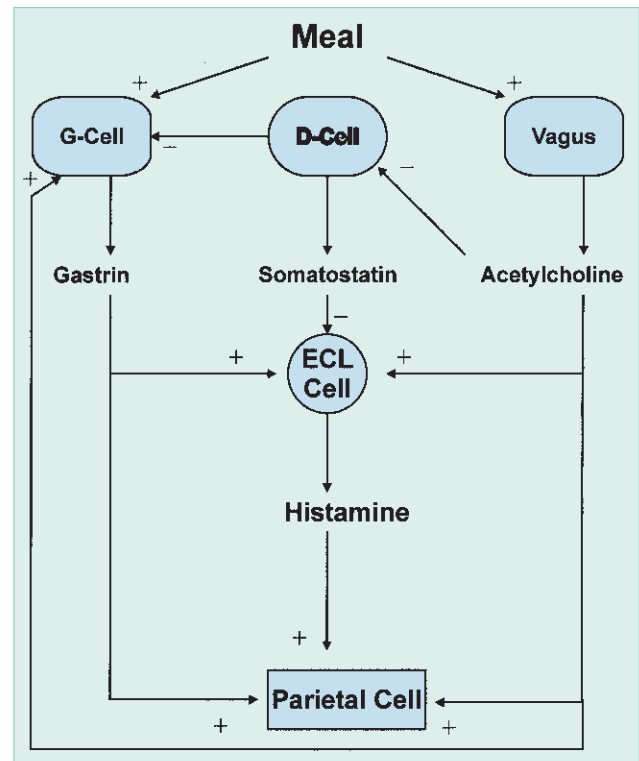 Meal
+ +
G-Cell D-Cell Vagus
− −
+
Gastrin Somatostatin Acetylcholine
−
+ ECL +
Cell
Histamine
+
Parietal Cell
+ +